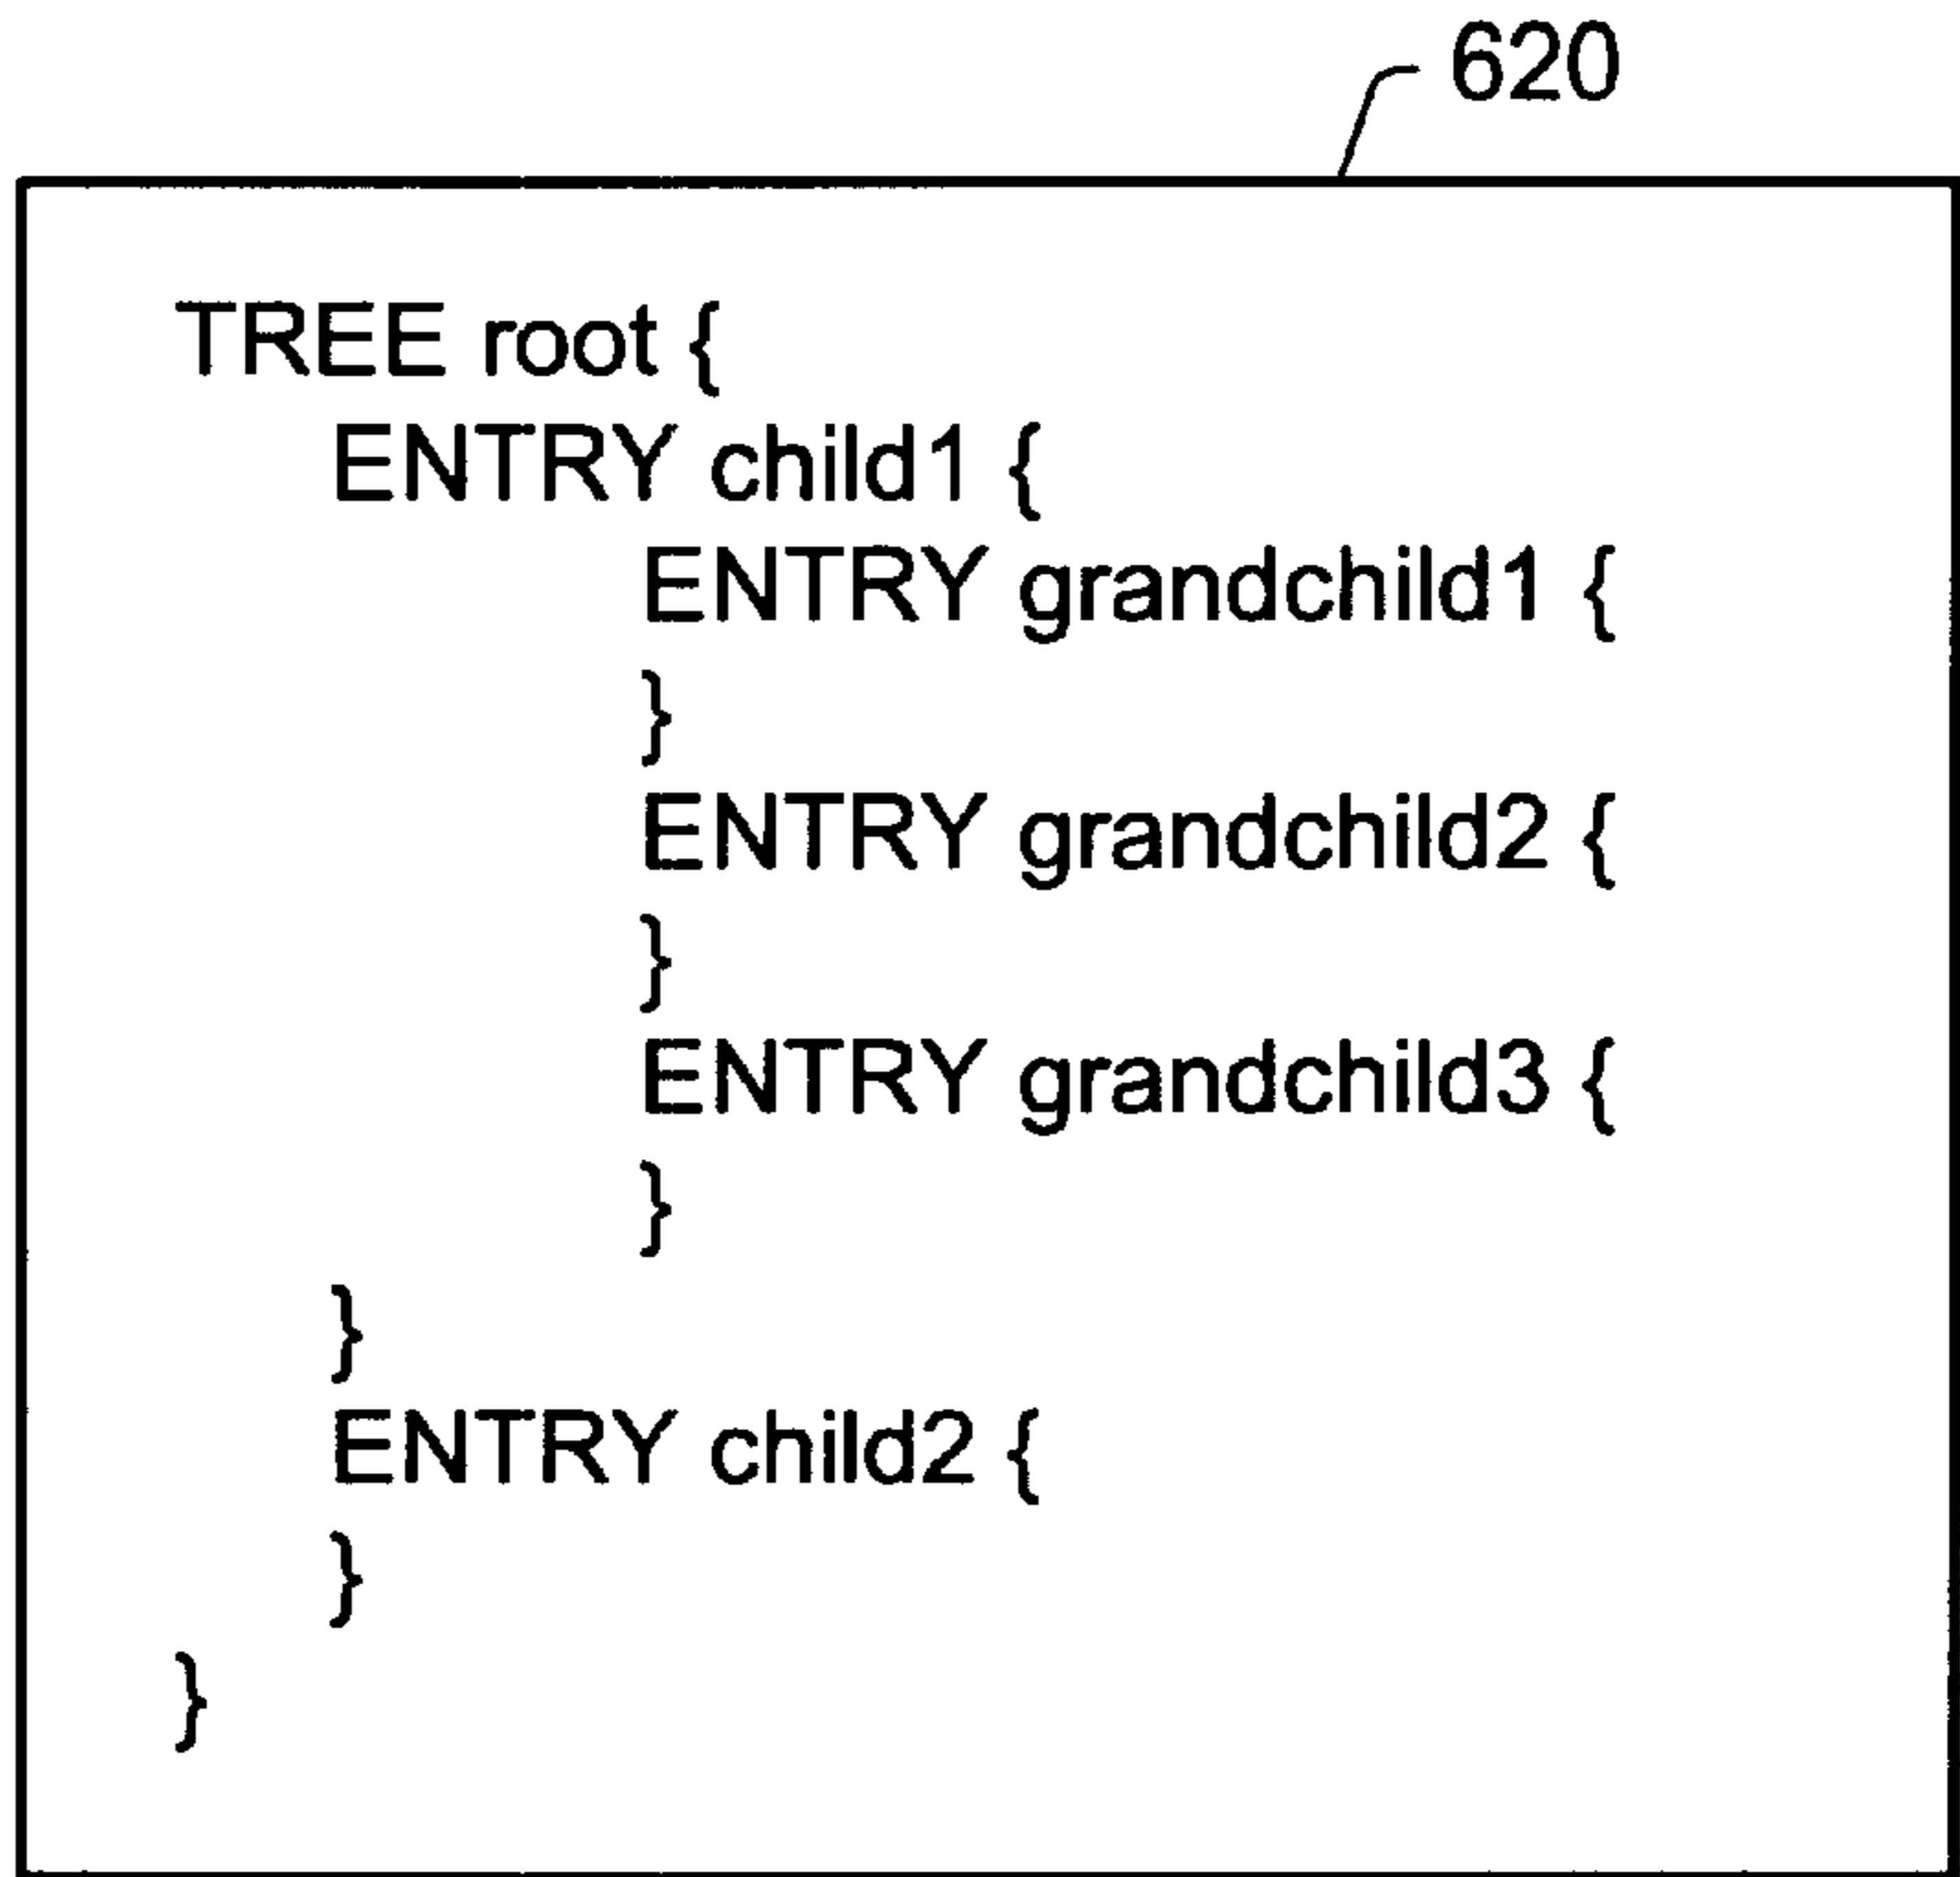 620
TREE root {
ENTRY child1 {
ENTRY grandchild1 {
}
ENTRY grandchild2 {
}
ENTRY grandchild3 {
}
}
ENTRY child2 {
}
}